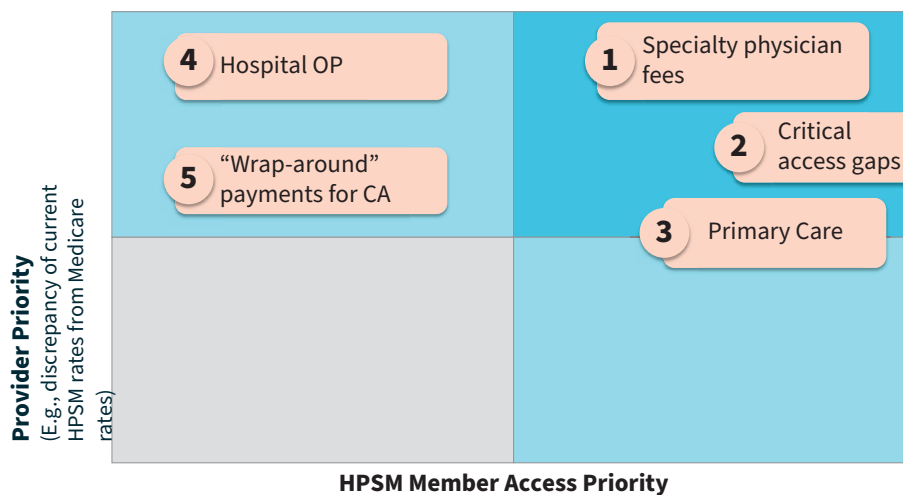 4
Hospital OP
1
Specialty physician
fees
2
Critical
access gaps
5
“Wrap-around”
payments for CA
3
Primary Care
Provider Priority
(E.g., discrepancy of current
HPSM rates from Medicare
rates)
HPSM Member Access Priority